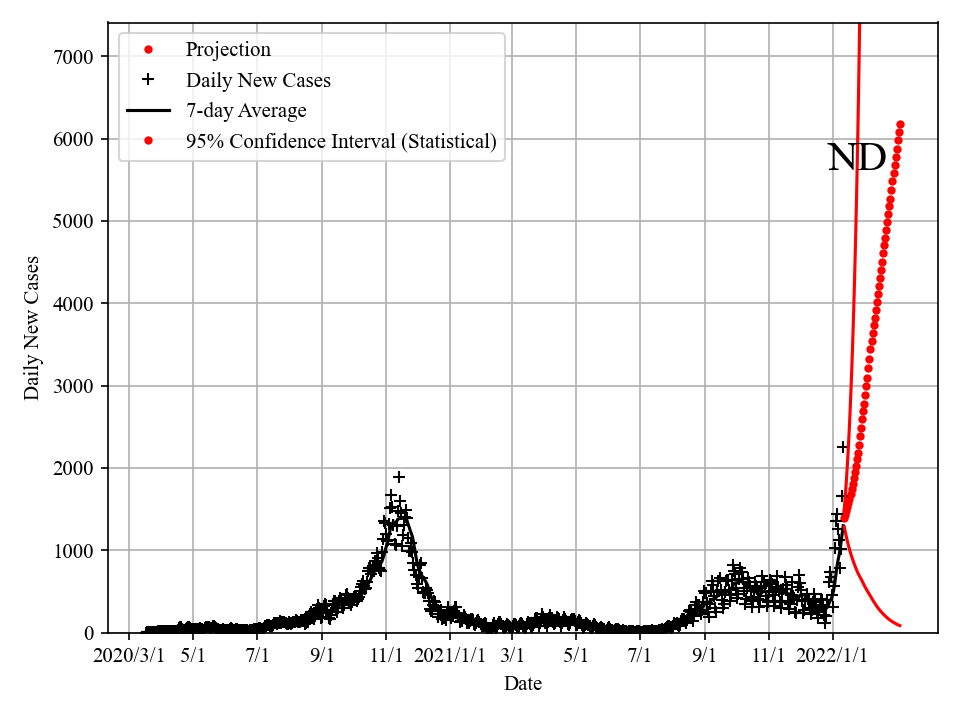 7000
6000
5000
4000
3000
2000
1000
0
Daily New Cases
Projection
Daily New Cases
7-day Average
95% Confidence Interval (Statistical)
ND
2020/3/1 5/1 7/1 9/1 11/1 2021/1/1 3/1 5/1 7/1 9/1 11/1 2022/1/1
Date